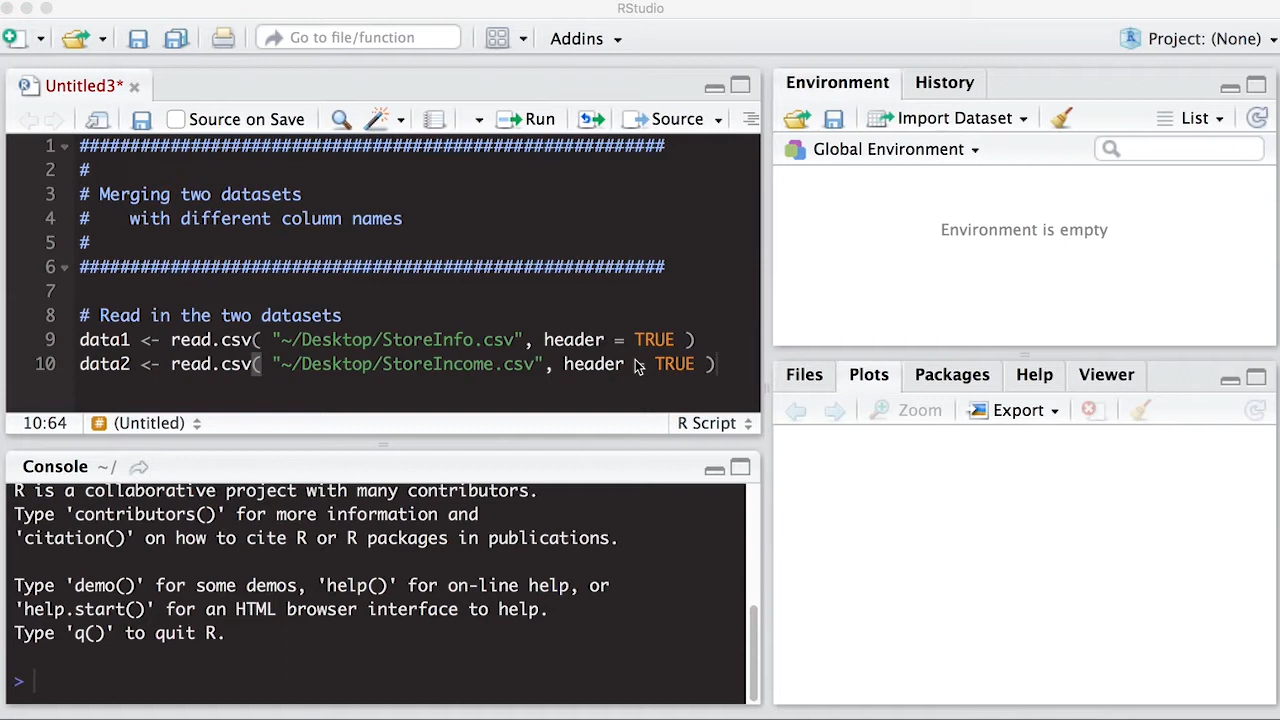 RStudio
Go to file/function
Addins
Project: (None)
Untitled3*
Source on Save
Run
Source
1 ##########################################################
2 #
3 # Merging two datasets
4 #    with different column names
5 #
6 ##########################################################
7
8 # Read in the two datasets
9 data1 <- read.csv( "~/Desktop/StoreInfo.csv", header = TRUE )
10 data2 <- read.csv( "~/Desktop/StoreIncome.csv", header = TRUE )
10:64
(Untitled)
R Script
Console ~/
R is a collaborative project with many contributors.
Type 'contributors()' for more information and
'citation()' on how to cite R or R packages in publications.
Type 'demo()' for some demos, 'help()' for on-line help, or
'help.start()' for an HTML browser interface to help.
Type 'q()' to quit R.
>
Environment
History
Import Dataset
List
Global Environment
Environment is empty
Files
Plots
Packages
Help
Viewer
Zoom
Export